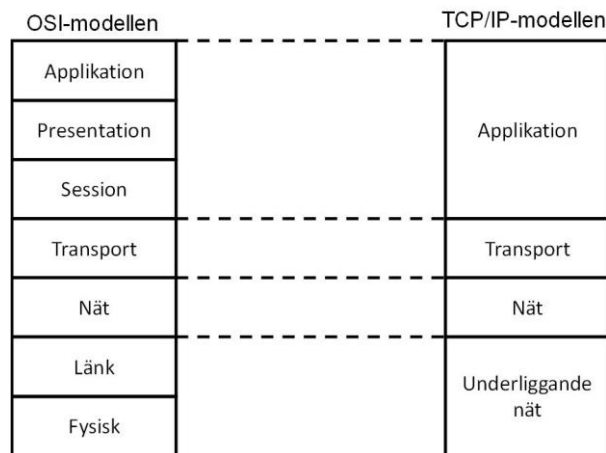 OSI-modellen
TCP/IP-modellen
Applikation
Presentation
Session
Transport
Nät
Länk
Fysisk
Applikation
Transport
Nät
Underliggande
nät